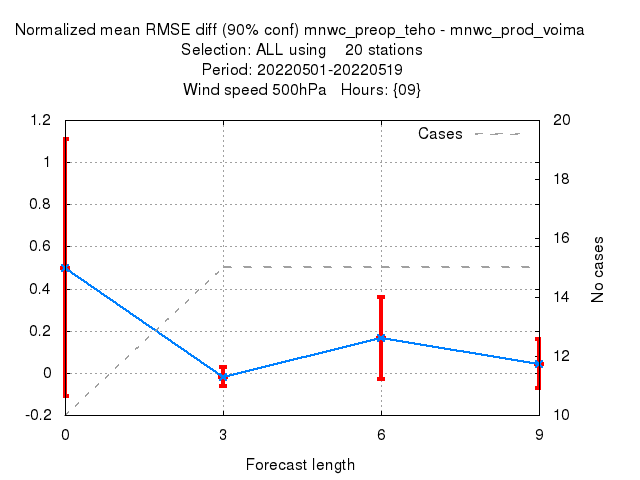 Normalized mean RMSE diff (90% conf) mnwc_preop_teho - mnwc_prod_voima
Selection: ALL using    20 stations
Period: 20220501-20220519
Wind speed 500hPa   Hours: {09}
Cases
1.2
1
0.8
0.6
0.4
0.2
0
-0.2
20
18
16
14
12
10
No cases
0 3 6 9
Forecast length